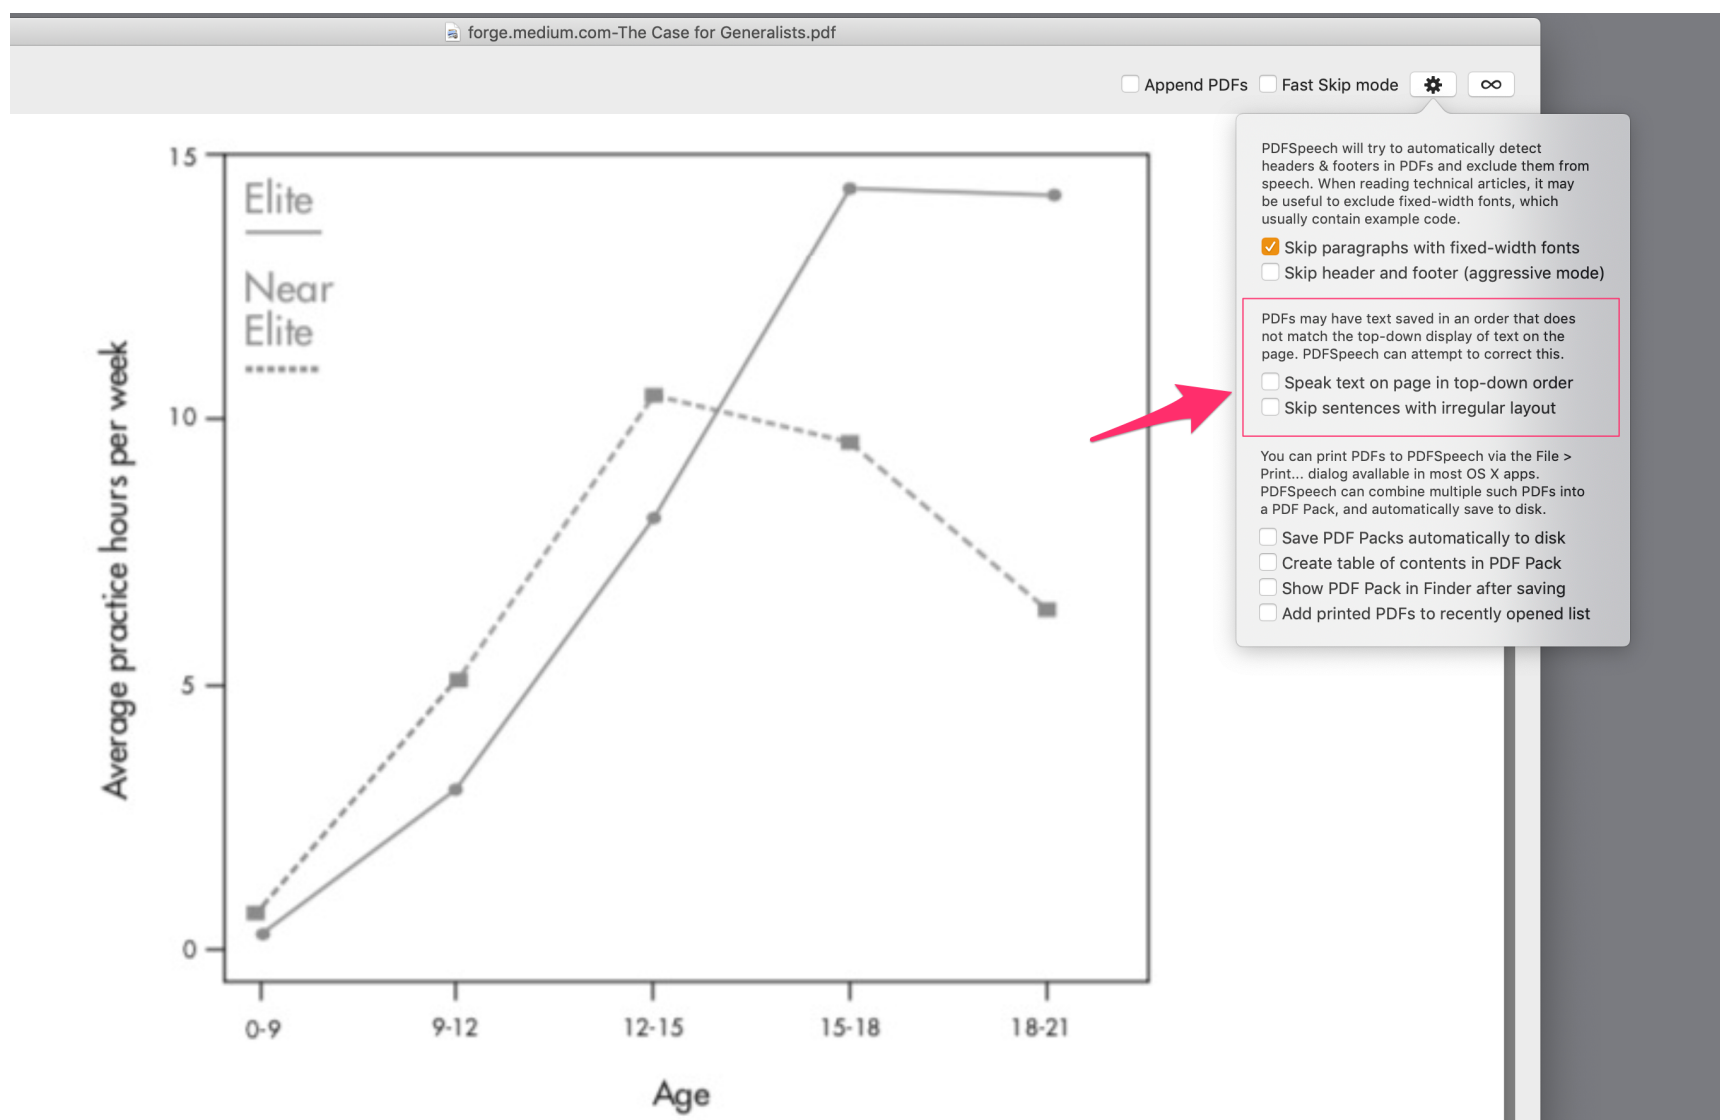 forge.medium.com-The Case for Generalists.pdf
Append PDFs
Fast Skip mode
15
10
5
0
Elite
Near
Elite
Average practice hours per week
0-9
9-12
12-15
15-18
18-21
Age
PDFSpeech will try to automatically detect
headers & footers in PDFs and exclude them from
speech. When reading technical articles, it may
be useful to exclude fixed-width fonts, which
usually contain example code.
Skip paragraphs with fixed-width fonts
Skip header and footer (aggressive mode)
PDFs may have text saved in an order that does
not match the top-down display of text on the
page. PDFSpeech can attempt to correct this.
Speak text on page in top-down order
Skip sentences with irregular layout
You can print PDFs to PDFSpeech via the File >
Print... dialog available in most OS X apps.
PDFSpeech can combine multiple such PDFs into
a PDF Pack, and automatically save to disk.
Save PDF Packs automatically to disk
Create table of contents in PDF Pack
Show PDF Pack in Finder after saving
Add printed PDFs to recently opened list